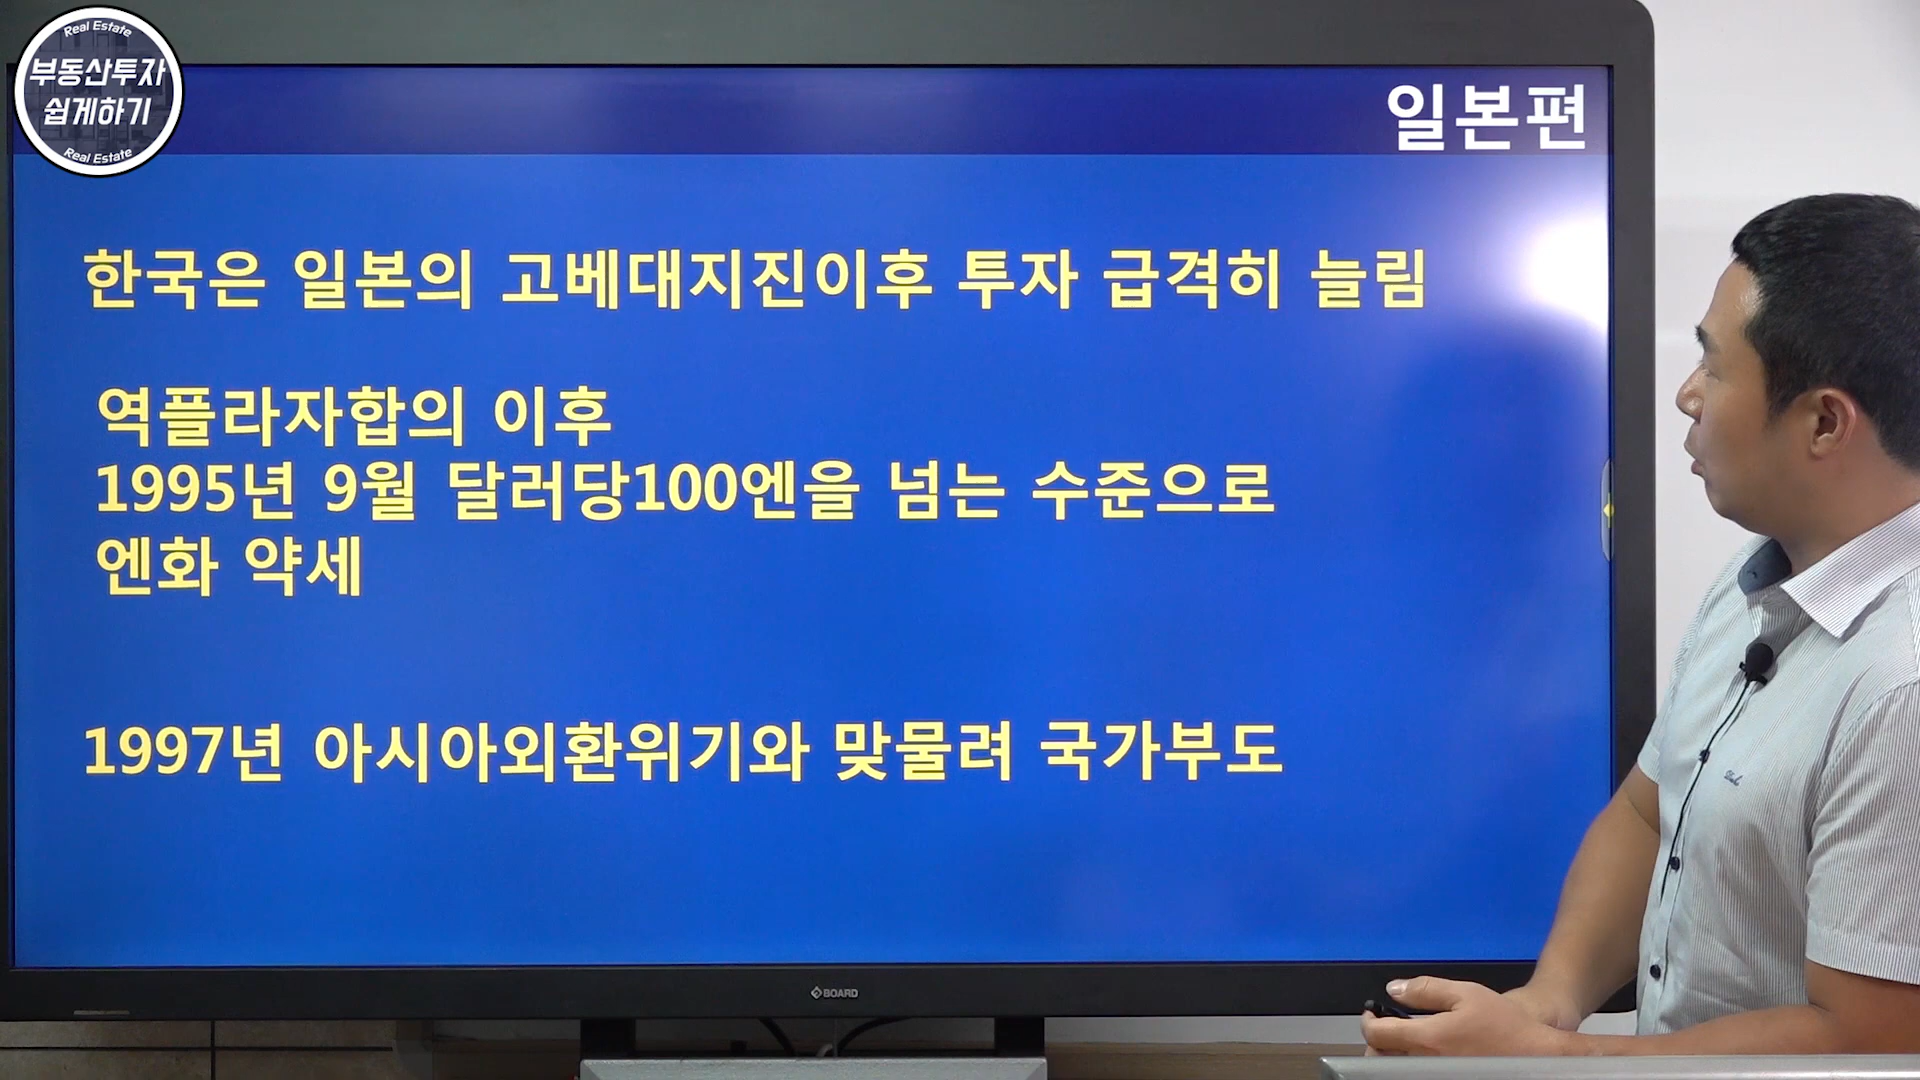 Real Estate
부동산투자
쉽게하기
Real Estate
일본편
한국은 일본의 고베대지진이후 투자 급격히 늘림
역플라자합의 이후
1995년 9월 달러당100엔을 넘는 수준으로
엔화 약세
1997년 아시아외환위기와 맞물려 국가부도
BOARD